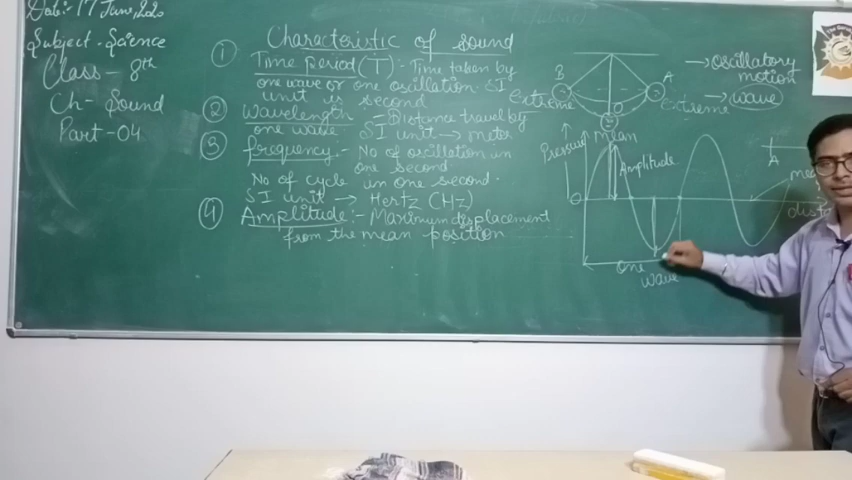 Date:- 17 June, 2020
Subject - Science
Class - 8th
Ch - Sound
Part - 04
Characteristic of sound
① Time period (T) - Time taken by
one wave or one oscillation SI
unit is second
② Wavelength = Distance travel by
one wave SI unit → meter
③ frequency - No of oscillation in
one second
No of cycle in one second.
SI unit → Hertz (Hz)
④ Amplitude :- Maximum displacement
from the mean position
B
A
O
Extreme
Extreme
Mean
→ Oscillatory
motion
→ wave
Pressure
Amplitude
O
A
One
wave